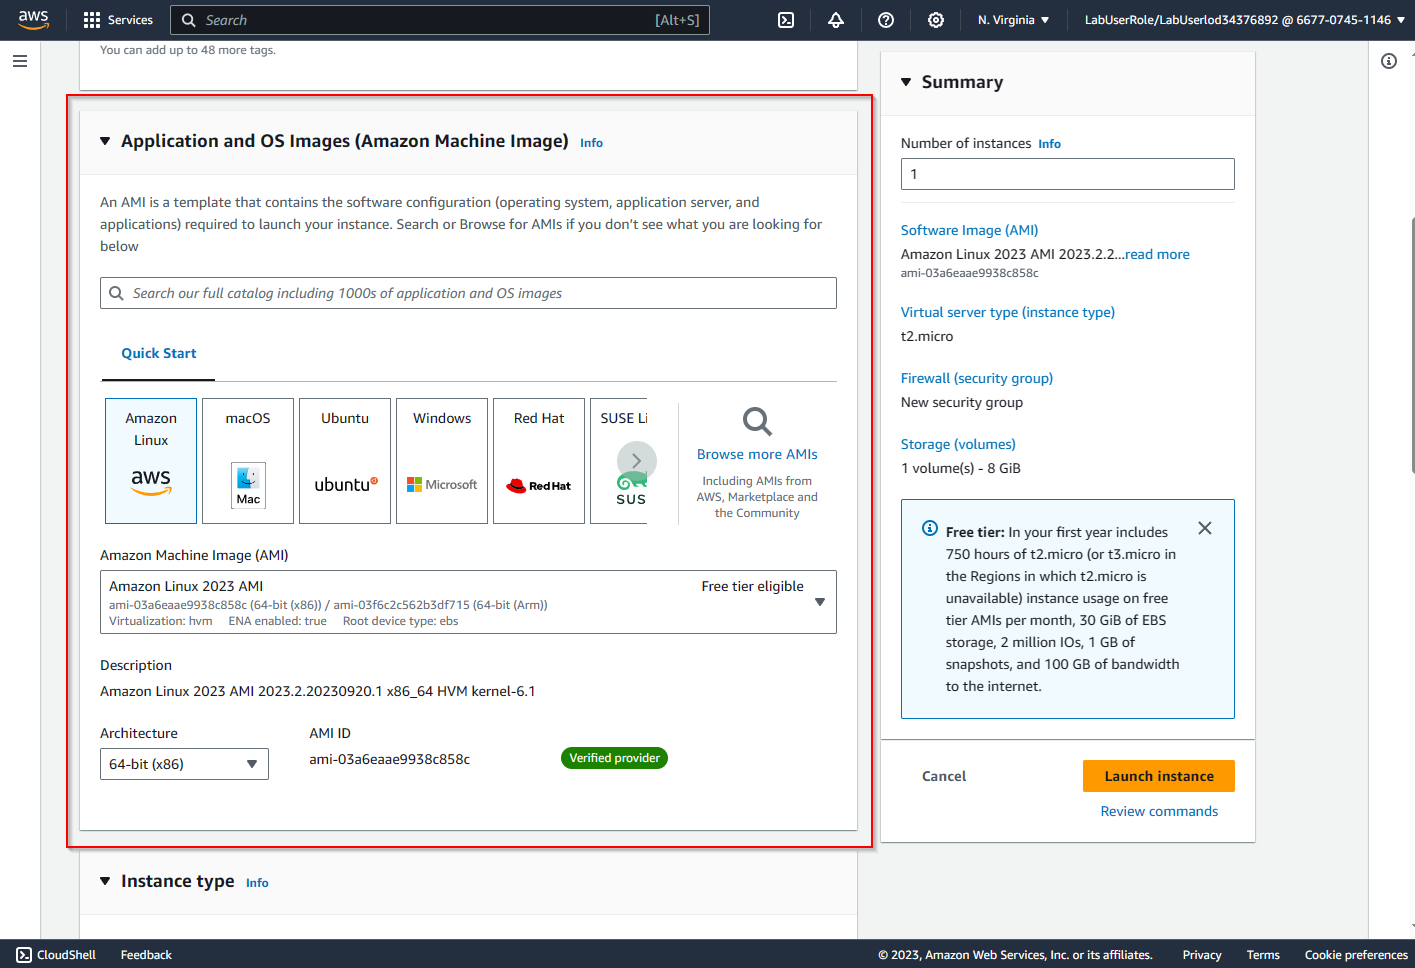 aws
Services
Search
[Alt+S]
N. Virginia
LabUserRole/LabUserlod34376892 @ 6677-0745-1146
You can add up to 48 more tags.
Application and OS Images (Amazon Machine Image) Info
An AMI is a template that contains the software configuration (operating system, application server, and
applications) required to launch your instance. Search or Browse for AMIs if you don't see what you are looking for
below
Search our full catalog including 1000s of application and OS images
Quick Start
Amazon
Linux
aws
macOS
Mac
Ubuntu
ubuntu
Windows
Microsoft
Red Hat
Red Hat
SUSE Li
SUS
Browse more AMIs
Including AMIs from
AWS, Marketplace and
the Community
Amazon Machine Image (AMI)
Amazon Linux 2023 AMI
Free tier eligible
ami-03a6eaae9938c858c (64-bit (x86)) / ami-03f6c2c562b3df715 (64-bit (Arm))
Virtualization: hvm ENA enabled: true Root device type: ebs
Description
Amazon Linux 2023 AMI 2023.2.20230920.1 x86_64 HVM kernel-6.1
Architecture
64-bit (x86)
AMI ID
ami-03a6eaae9938c858c
Verified provider
Instance type Info
Summary
Number of instances Info
1
Software Image (AMI)
Amazon Linux 2023 AMI 2023.2.2...read more
ami-03a6eaae9938c858c
Virtual server type (instance type)
t2.micro
Firewall (security group)
New security group
Storage (volumes)
1 volume(s) - 8 GiB
Free tier: In your first year includes
750 hours of t2.micro (or t3.micro in
the Regions in which t2.micro is
unavailable) instance usage on free
tier AMIs per month, 30 GiB of EBS
storage, 2 million IOs, 1 GB of
snapshots, and 100 GB of bandwidth
to the internet.
Cancel
Launch instance
Review commands
CloudShell
Feedback
© 2023, Amazon Web Services, Inc. or its affiliates.
Privacy
Terms
Cookie preferences